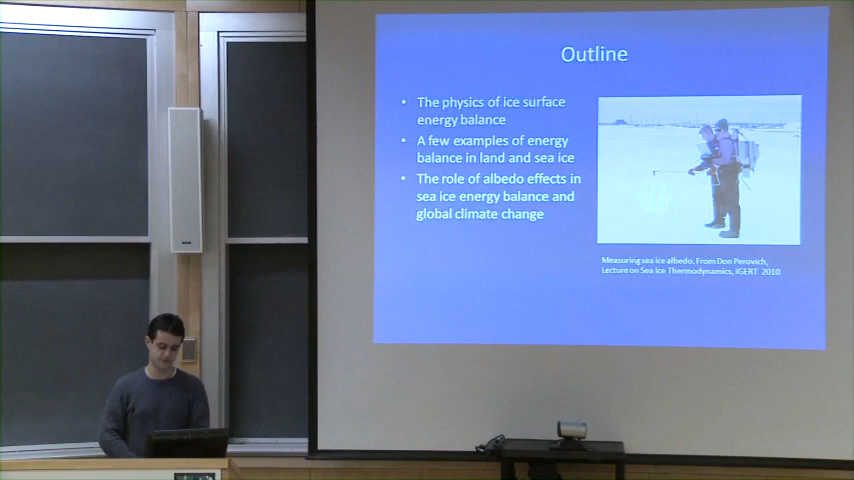 Outline
• The physics of ice surface
energy balance
• A few examples of energy
balance in land and sea ice
• The role of albedo effects in
sea ice energy balance and
global climate change
Measuring sea ice albedo. From Don Perovich,
Lecture on Sea Ice Thermodynamics, IGERT 2010